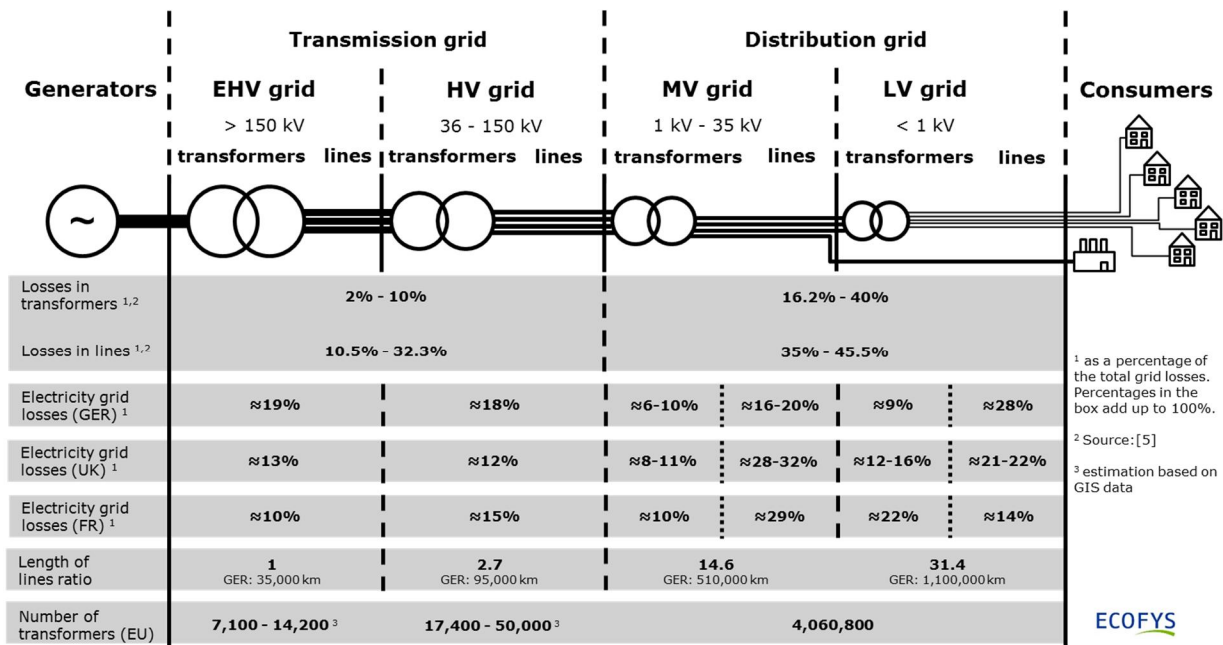 Transmission grid Distribution grid
Generators EHV grid HV grid MV grid LV grid Consumers
> 150 kV 36 - 150 kV 1 kV - 35 kV < 1 kV
transformers lines transformers lines transformers lines transformers lines
~
Losses in
transformers 1,2 2% - 10% 16.2% - 40%
Losses in lines 1,2 10.5% - 32.3% 35% - 45.5%
Electricity grid
losses (GER) 1 ≈19% ≈18% ≈6-10% ≈16-20% ≈9% ≈28%
Electricity grid
losses (UK) 1 ≈13% ≈12% ≈8-11% ≈28-32% ≈12-16% ≈21-22%
Electricity grid
losses (FR) 1 ≈10% ≈15% ≈10% ≈29% ≈22% ≈14%
Length of
lines ratio
1 2.7 14.6 31.4
GER: 35,000 km GER: 95,000 km GER: 510,000 km GER: 1,100,000 km
Number of
transformers (EU) 7,100 - 14,200 3 17,400 - 50,000 3 4,060,800
1 as a percentage of
the total grid losses.
Percentages in the
box add up to 100%.
2 Source:[5]
3 estimation based on
GIS data
ECOFYS